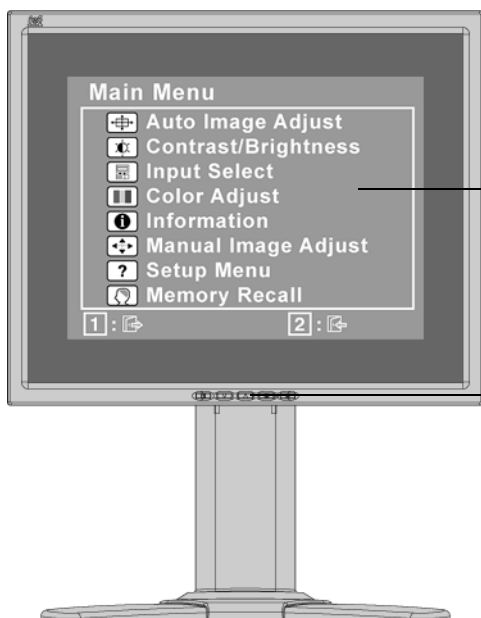 Main Menu
Auto Image Adjust
Contrast/Brightness
Input Select
Color Adjust
Information
Manual Image Adjust
? Setup Menu
Memory Recall
1 : 2 :